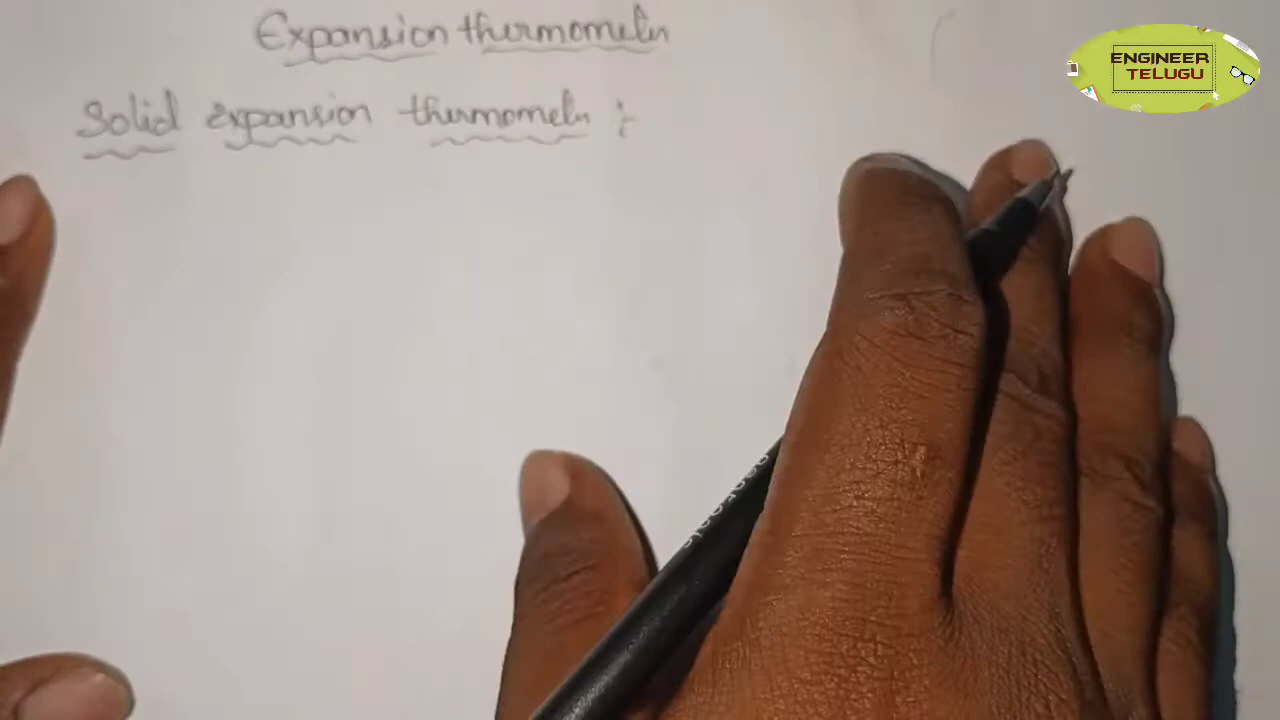 Expansion thermometer
Solid expansion thermometer :-
ENGINEER
TELUGU